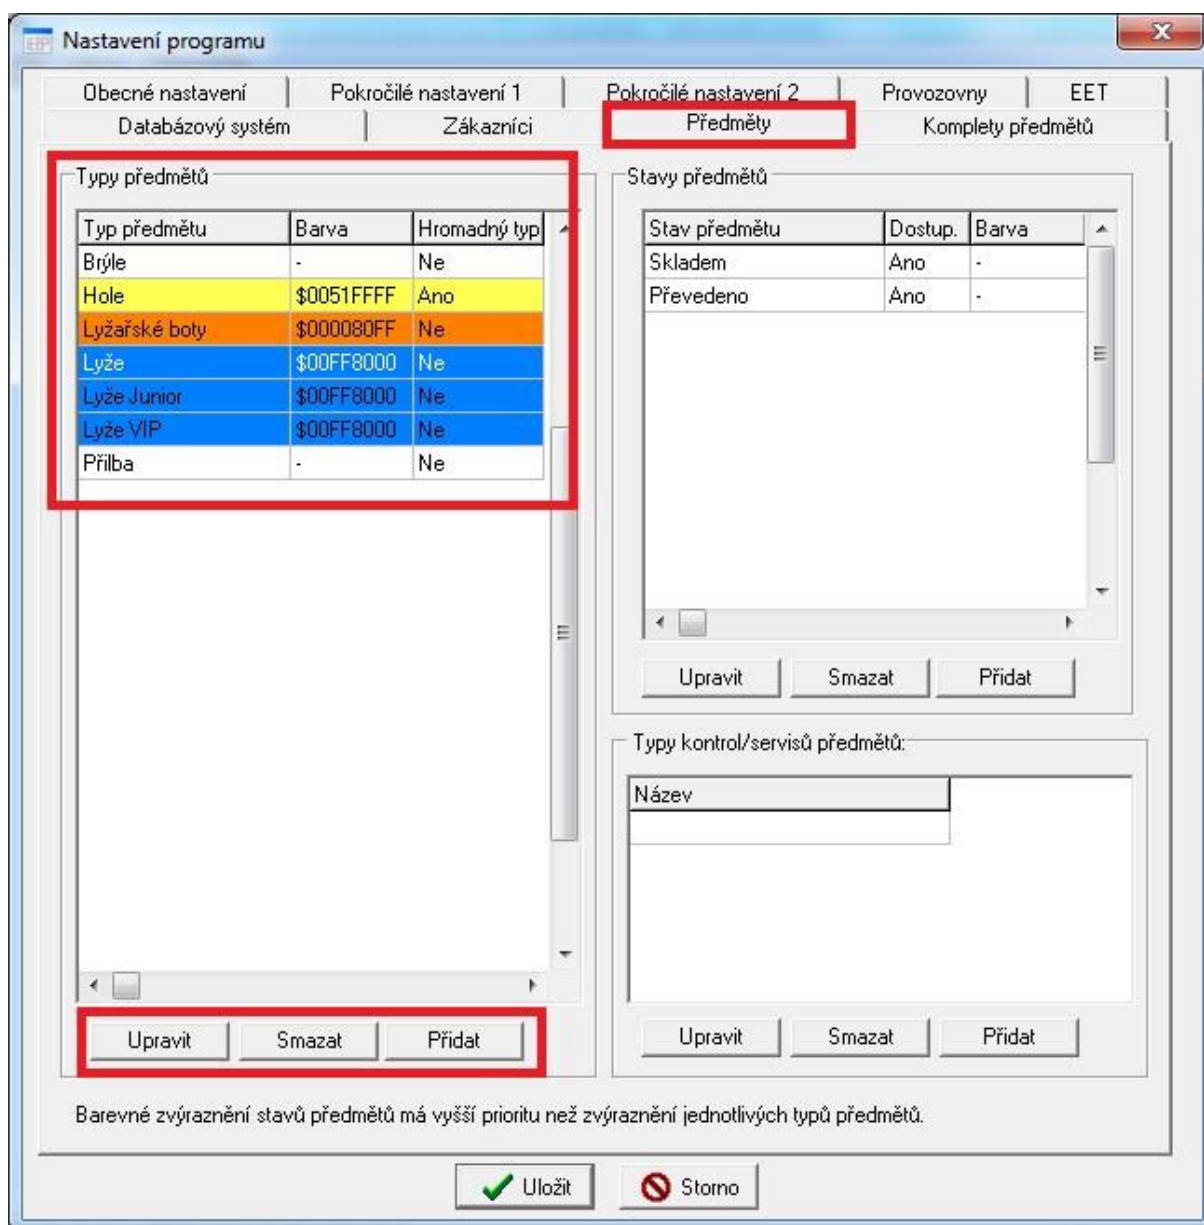 Nastavení programu
Obecné nastavení Pokročilé nastavení 1 Pokročilé nastavení 2 Provozovny EET
Databázový systém Zákazníci Předměty Komplety předmětů
Typy předmětů
Typ předmětu Barva Hromadný typ
Brýle - Ne
Hole $0051FFFF Ano
Lyžařské boty $000080FF Ne
Lyže $00FF8000 Ne
Lyže Junior $00FF8000 Ne
Lyže VIP $00FF8000 Ne
Přilba - Ne
Upravit Smazat Přidat
Stavy předmětů
Stav předmětu Dostup. Barva
Skladem Ano -
Převedeno Ano -
Upravit Smazat Přidat
Typy kontrol/servisů předmětů:
Název
Upravit Smazat Přidat
Barevné zvýraznění stavů předmětů má vyšší prioritu než zvýraznění jednotlivých typů předmětů.
Uložit Storno